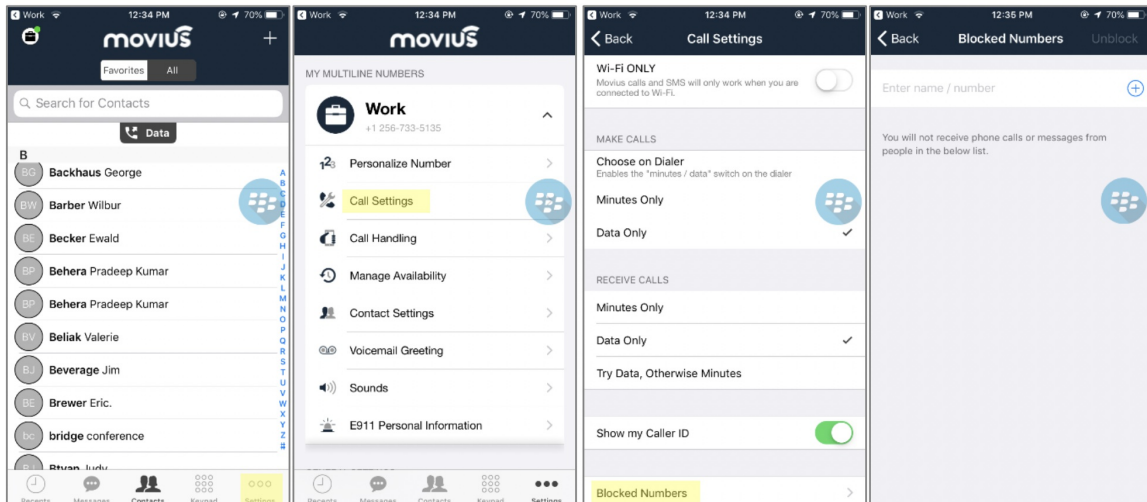 Work 12:34 PM 70%
movius
+
Favorites All
Search for Contacts
Data
B
BG Backhaus George
BW Barber Wilbur
BE Becker Ewald
BP Behera Pradeep Kumar
BP Behera Pradeep Kumar
BV Beliak Valerie
BJ Beverage Jim
BE Brewer Eric.
bc bridge conference
BJ Btyan Judy
A
B
C
D
E
F
G
H
I
J
K
L
M
N
O
P
Q
R
S
T
U
V
W
X
Y
Z
#
Recents Messages Contacts Keypad Settings
Work 12:34 PM 70%
movius
MY MULTILINE NUMBERS
Work
+1 256-733-5135
123 Personalize Number
Call Settings
Call Handling
Manage Availability
Contact Settings
Voicemail Greeting
Sounds
E911 Personal Information
GENERAL SETTINGS
Recents Messages Contacts Keypad Settings
Work 12:34 PM 70%
Back Call Settings
Wi-Fi ONLY
Movius calls and SMS will only work when you are
connected to Wi-Fi.
MAKE CALLS
Choose on Dialer
Enables the "minutes / data" switch on the dialer
Minutes Only
Data Only
RECEIVE CALLS
Minutes Only
Data Only
Try Data, Otherwise Minutes
Show my Caller ID
Blocked Numbers
Work 12:35 PM 70%
Back Blocked Numbers Unblock
Enter name / number
You will not receive phone calls or messages from
people in the below list.